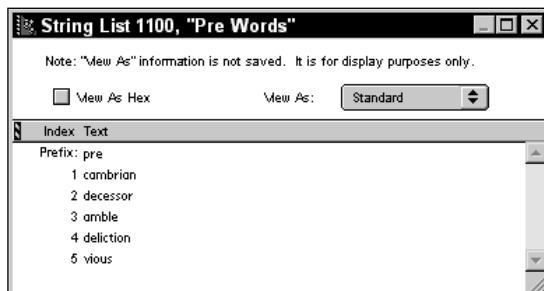 String List 1100, "Pre Words"
Note: "View As" information is not saved. It is for display purposes only.
View As Hex View As: Standard
Index Text
Prefix: pre
1 cambrian
2 decessor
3 amble
4 deliction
5 vious